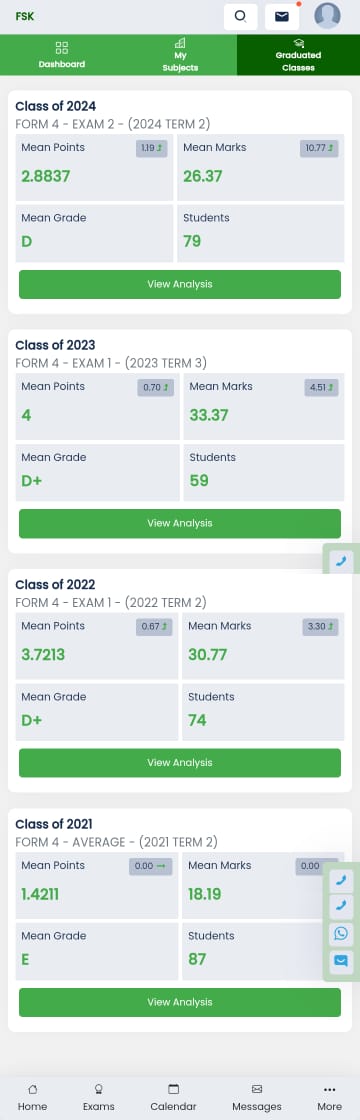 FSK
Dashboard
My
Subjects
Graduated
Classes
Class of 2024
FORM 4 - EXAM 2 - (2024 TERM 2)
Mean Points 1.19
2.8837
Mean Marks 10.77
26.37
Mean Grade
D
Students
79
View Analysis
Class of 2023
FORM 4 - EXAM 1 - (2023 TERM 3)
Mean Points 0.70
4
Mean Marks 4.51
33.37
Mean Grade
D+
Students
59
View Analysis
Class of 2022
FORM 4 - EXAM 1 - (2022 TERM 2)
Mean Points 0.67
3.7213
Mean Marks 3.30
30.77
Mean Grade
D+
Students
74
View Analysis
Class of 2021
FORM 4 - AVERAGE - (2021 TERM 2)
Mean Points 0.00 →
1.4211
Mean Marks 0.00
18.19
Mean Grade
E
Students
87
View Analysis
Home
Exams
Calendar
Messages
More